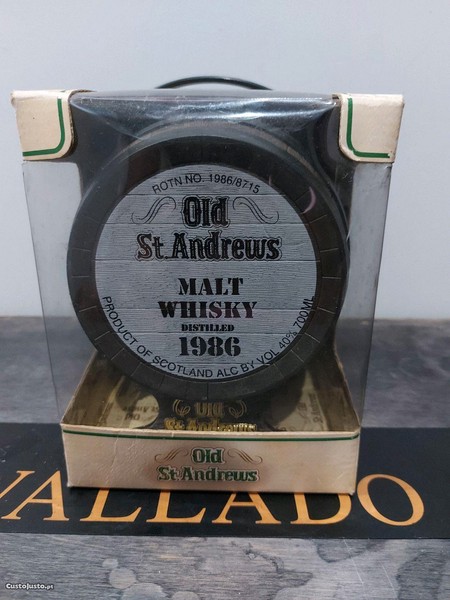 ROTN NO. 1986/8715
Old
St. Andrews
MALT
WHISKY
DISTILLED
1986
PRODUCT OF SCOTLAND ALC BY VOL 40% 700ML
Old
St. Andrews
Old
St. Andrews
VALLADO
CustoJusto.pt